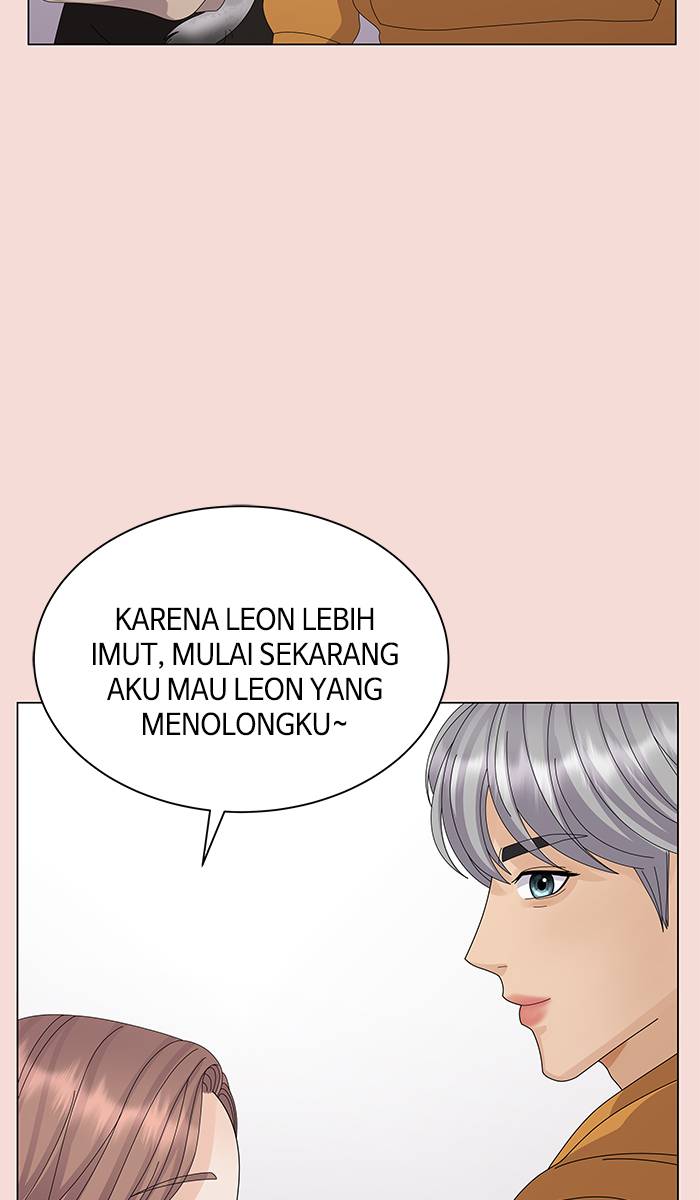 KARENA LEON LEBIH
IMUT, MULAI SEKARANG
AKU MAU LEON YANG
MENOLONGKU~